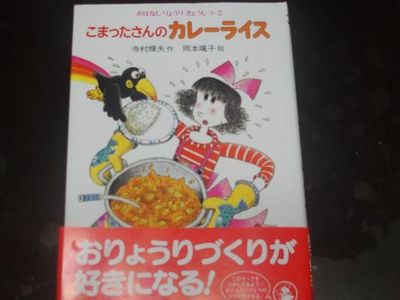 おはなしりょうりきょうしつ・2
こまったさんのカレーライス
寺村輝夫 作 岡本颯子 絵
おりょうりづくりが
好きになる!